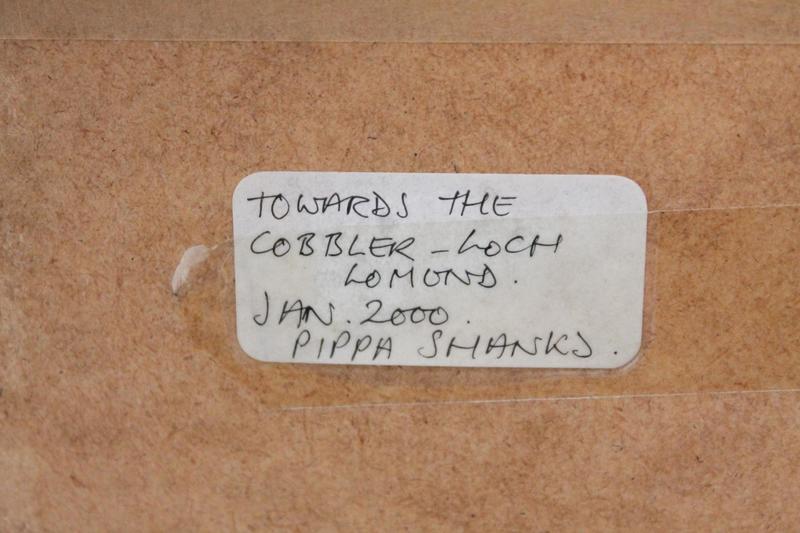 TOWARDS THE
COBBLER - LOCH
LOMOND.
JAN. 2000.
PIPPA SHANKS.